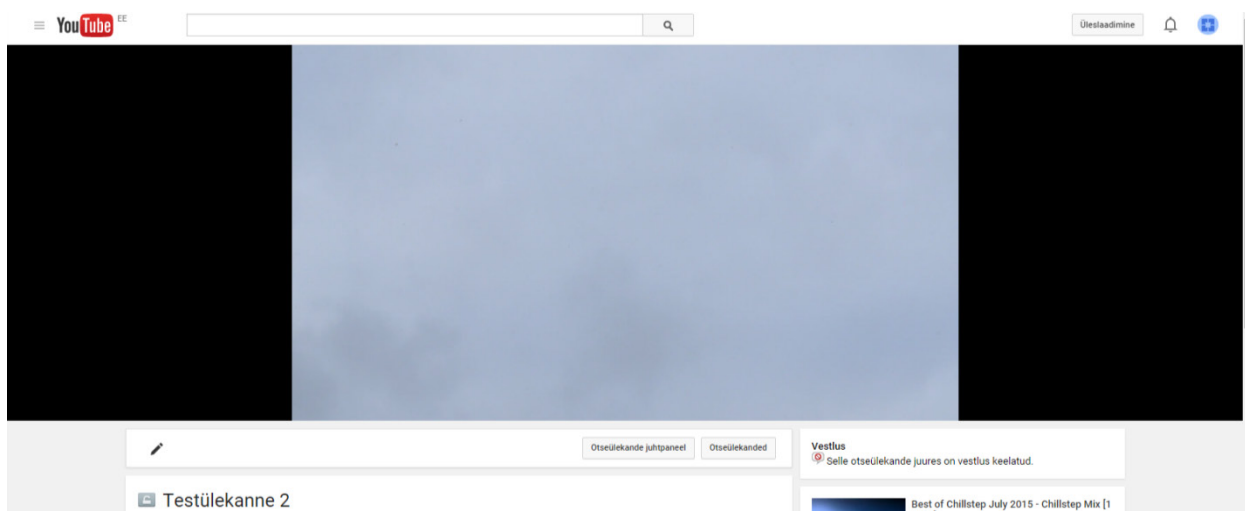 YouTube EE
Üleslaadimine
Otseülekande juhtpaneel
Otseülekanded
Vestlus
Selle otseülekande juures on vestlus keelatud.
Testülekanne 2
Best of Chillstep July 2015 - Chillstep Mix [1